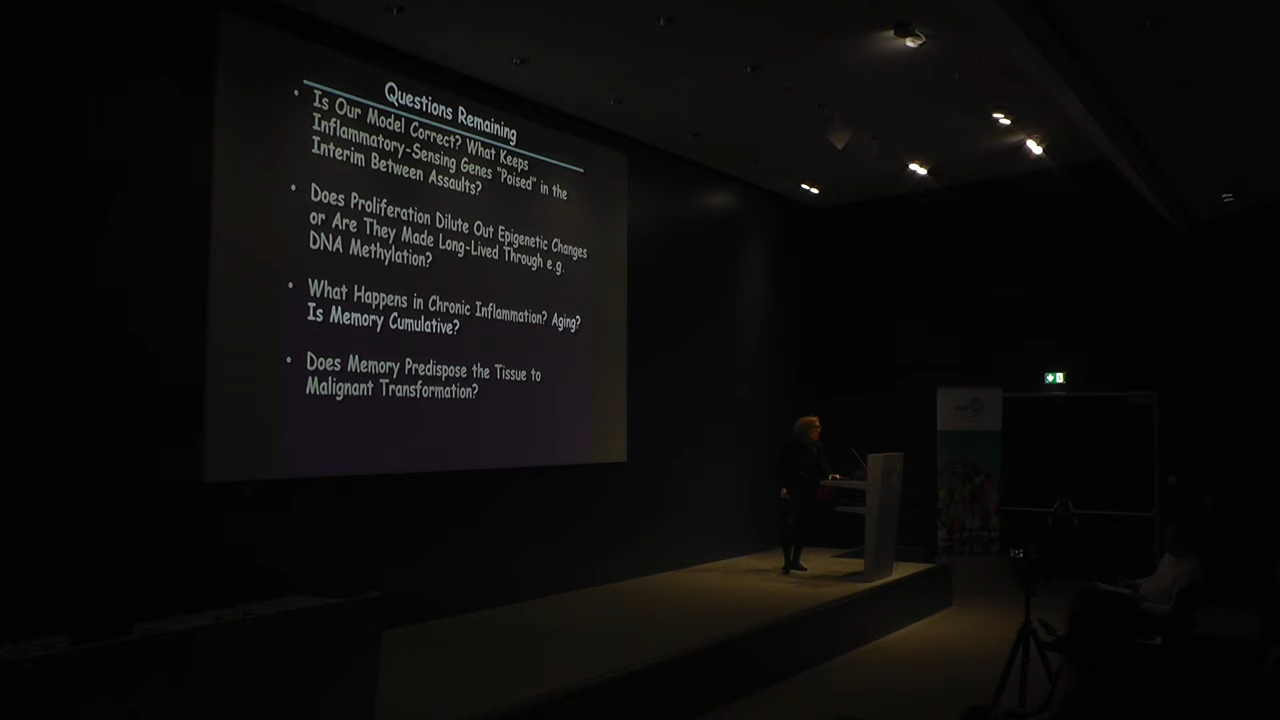 Questions Remaining
• Is Our Model Correct? What Keeps
Inflammatory-Sensing Genes "Poised" in the
Interim Between Assaults?
• Does Proliferation Dilute Out Epigenetic Changes
or Are They Made Long-Lived Through e.g.
DNA Methylation?
• What Happens in Chronic Inflammation? Aging?
Is Memory Cumulative?
• Does Memory Predispose the Tissue to
Malignant Transformation?